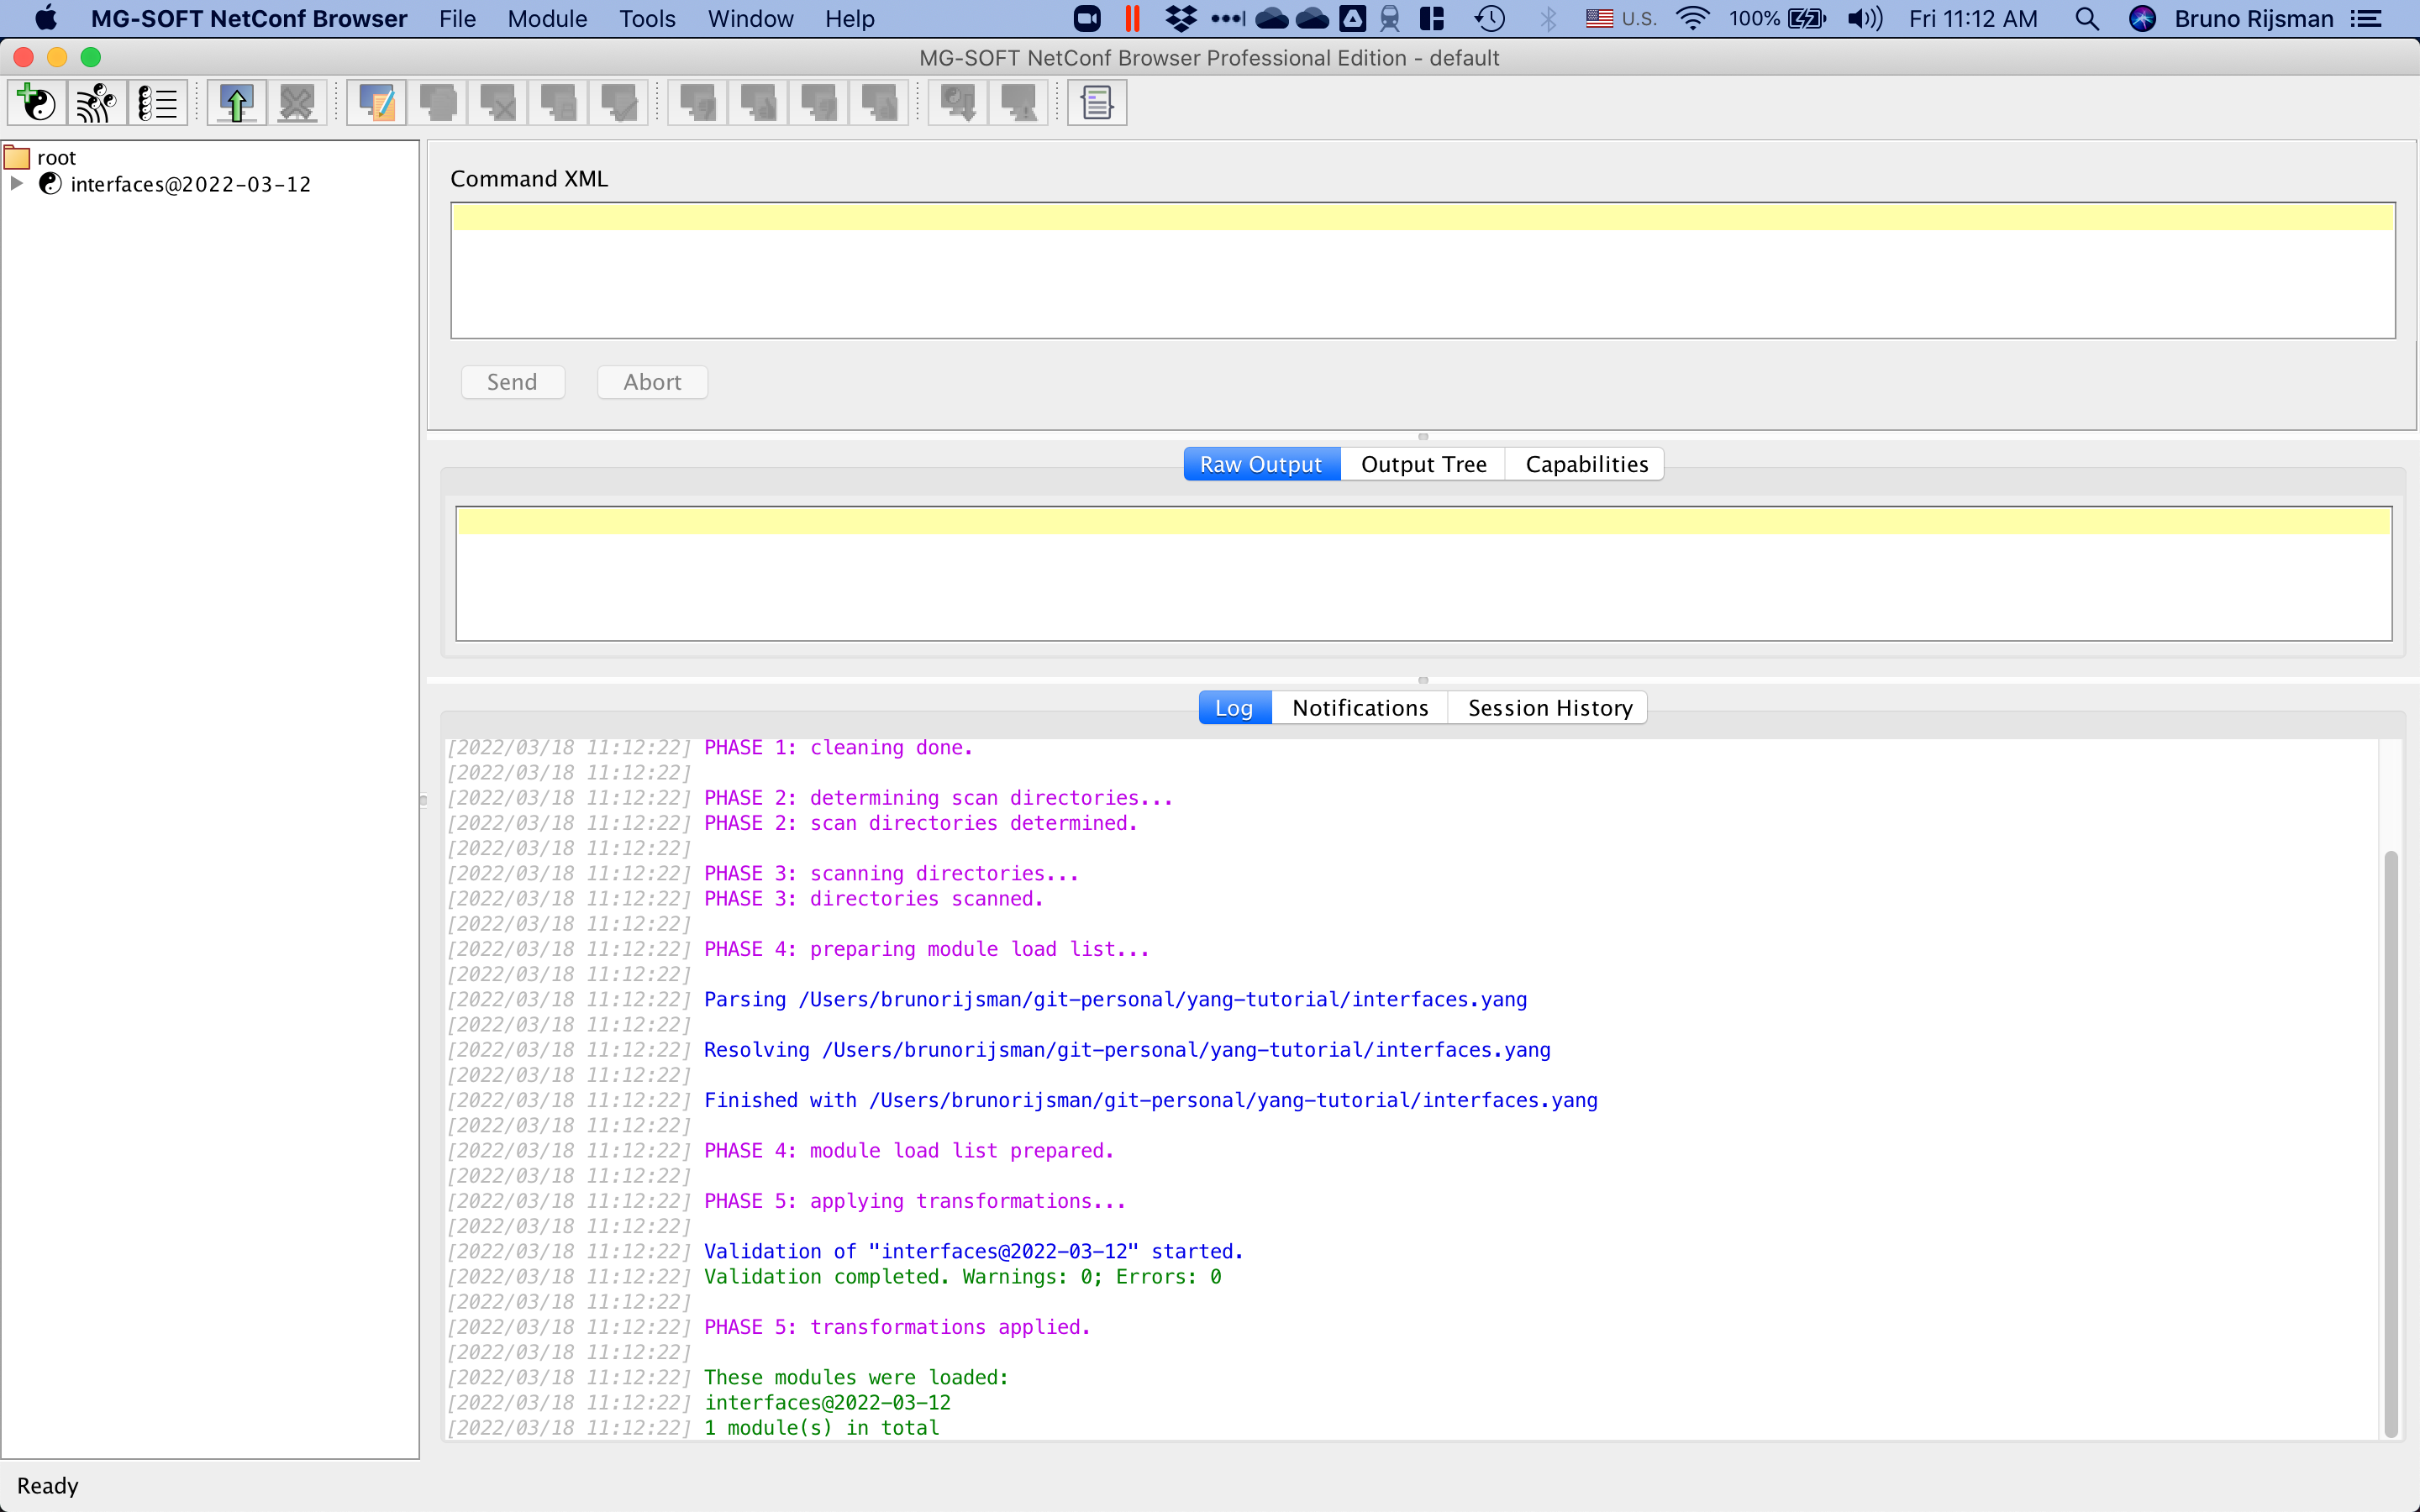 MG-SOFT NetConf Browser File Module Tools Window Help U.S. 100% Fri 11:12 AM Bruno Rijsman
MG-SOFT NetConf Browser Professional Edition - default
root
interfaces@2022-03-12
Command XML
Send Abort
Raw Output Output Tree Capabilities
Log Notifications Session History
[2022/03/18 11:12:22] PHASE 1: cleaning done.
[2022/03/18 11:12:22]
[2022/03/18 11:12:22] PHASE 2: determining scan directories...
[2022/03/18 11:12:22] PHASE 2: scan directories determined.
[2022/03/18 11:12:22]
[2022/03/18 11:12:22] PHASE 3: scanning directories...
[2022/03/18 11:12:22] PHASE 3: directories scanned.
[2022/03/18 11:12:22]
[2022/03/18 11:12:22] PHASE 4: preparing module load list...
[2022/03/18 11:12:22]
[2022/03/18 11:12:22] Parsing /Users/brunorijsman/git-personal/yang-tutorial/interfaces.yang
[2022/03/18 11:12:22]
[2022/03/18 11:12:22] Resolving /Users/brunorijsman/git-personal/yang-tutorial/interfaces.yang
[2022/03/18 11:12:22]
[2022/03/18 11:12:22] Finished with /Users/brunorijsman/git-personal/yang-tutorial/interfaces.yang
[2022/03/18 11:12:22]
[2022/03/18 11:12:22] PHASE 4: module load list prepared.
[2022/03/18 11:12:22]
[2022/03/18 11:12:22] PHASE 5: applying transformations...
[2022/03/18 11:12:22]
[2022/03/18 11:12:22] Validation of "interfaces@2022-03-12" started.
[2022/03/18 11:12:22] Validation completed. Warnings: 0; Errors: 0
[2022/03/18 11:12:22]
[2022/03/18 11:12:22] PHASE 5: transformations applied.
[2022/03/18 11:12:22]
[2022/03/18 11:12:22] These modules were loaded:
[2022/03/18 11:12:22] interfaces@2022-03-12
[2022/03/18 11:12:22] 1 module(s) in total
Ready